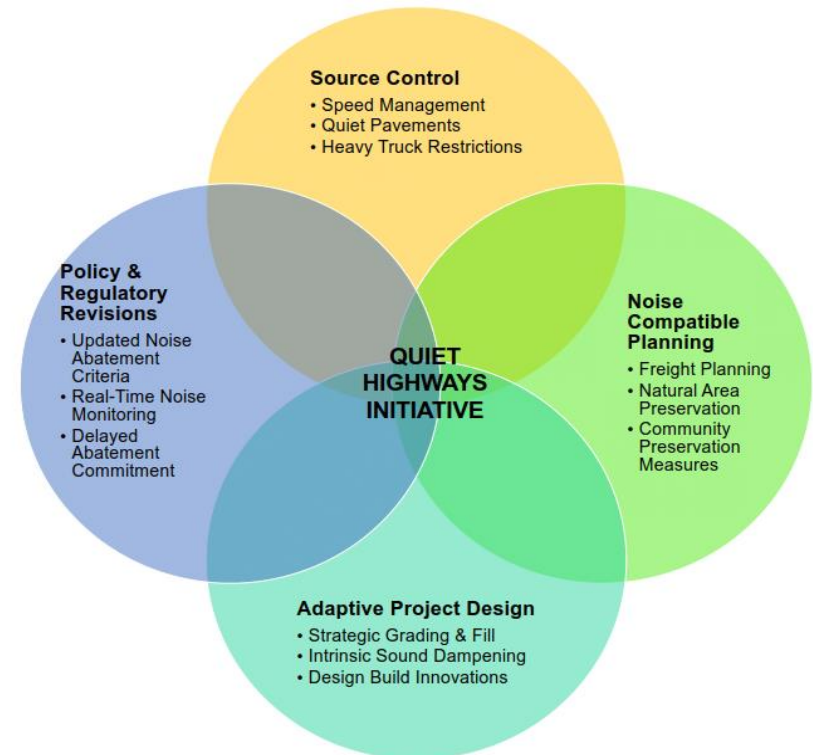 Source Control
• Speed Management
• Quiet Pavements
• Heavy Truck Restrictions
Policy &
Regulatory
Revisions
• Updated Noise
Abatement
Criteria
• Real-Time Noise
Monitoring
• Delayed
Abatement
Commitment
QUIET
HIGHWAYS
INITIATIVE
Noise
Compatible
Planning
• Freight Planning
• Natural Area
Preservation
• Community
Preservation
Measures
Adaptive Project Design
• Strategic Grading & Fill
• Intrinsic Sound Dampening
• Design Build Innovations